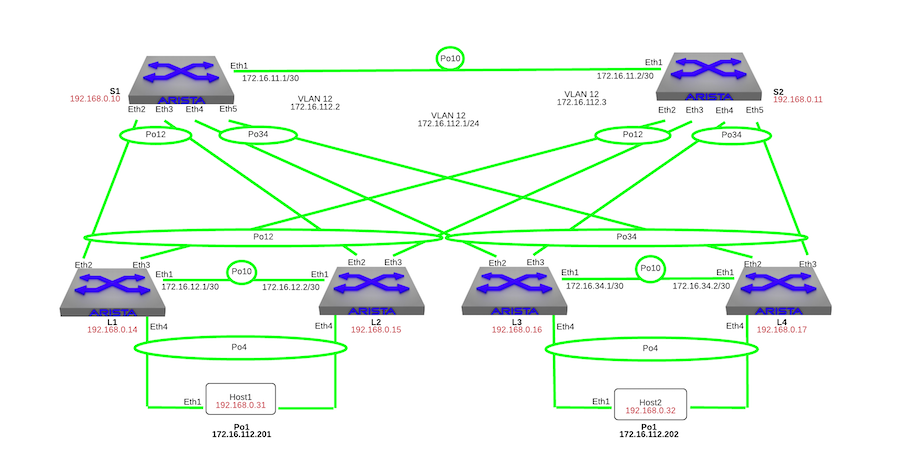 Po10
Eth1
Eth1
172.16.11.1/30
172.16.11.2/30
S1
192.168.0.10
ARISTA
S2
192.168.0.11
ARISTA
VLAN 12
172.16.112.2
VLAN 12
172.16.112.3
VLAN 12
172.16.112.1/24
Eth2 Eth3 Eth4 Eth5
Eth2 Eth3 Eth4 Eth5
Po12
Po34
Po12
Po34
Po12
Po34
Eth2
Eth3
Eth2
Eth3
Eth2
Eth3
Eth2
Eth3
Eth1
Po10
Eth1
172.16.12.1/30
172.16.12.2/30
Eth1
Po10
Eth1
172.16.34.1/30
172.16.34.2/30
ARISTA
ARISTA
ARISTA
ARISTA
L1
192.168.0.14
L2
192.168.0.15
L3
192.168.0.16
L4
192.168.0.17
Eth4
Eth4
Eth4
Eth4
Po4
Po4
Eth1
Host1
192.168.0.31
Eth1
Host2
192.168.0.32
Po1
172.16.112.201
Po1
172.16.112.202